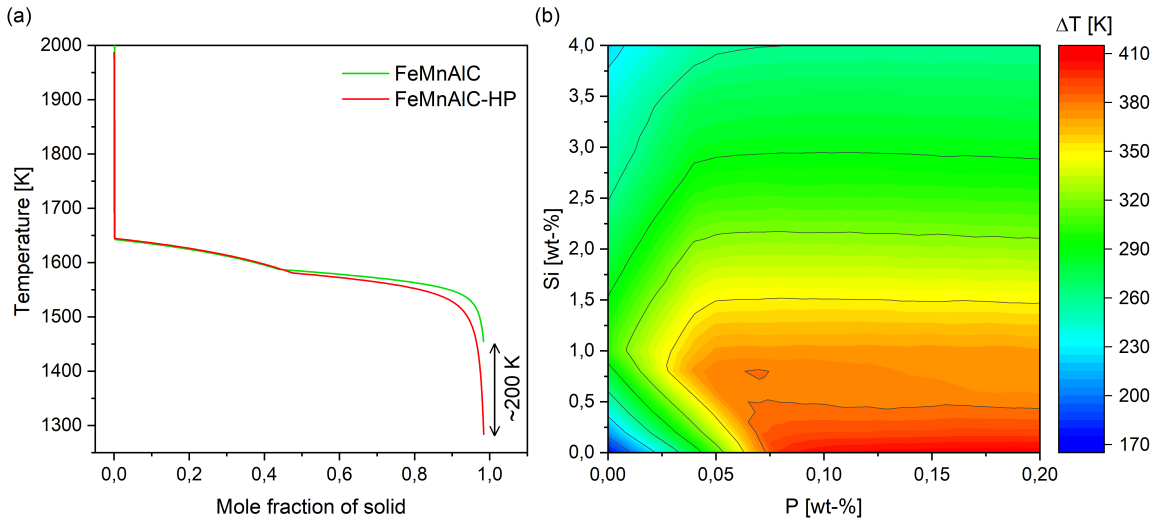 (a)
2000
1900
1800
1700
1600
1500
1400
1300
Temperature [K]
FeMnAlC
FeMnAlC-HP
~200 K
0,0 0,2 0,4 0,6 0,8 1,0
Mole fraction of solid
(b)
4,0
3,5
3,0
2,5
2,0
1,5
1,0
0,5
0,0
Si [wt-%]
0,00 0,05 0,10 0,15 0,20
P [wt-%]
ΔT [K]
410
380
350
320
290
260
230
200
170